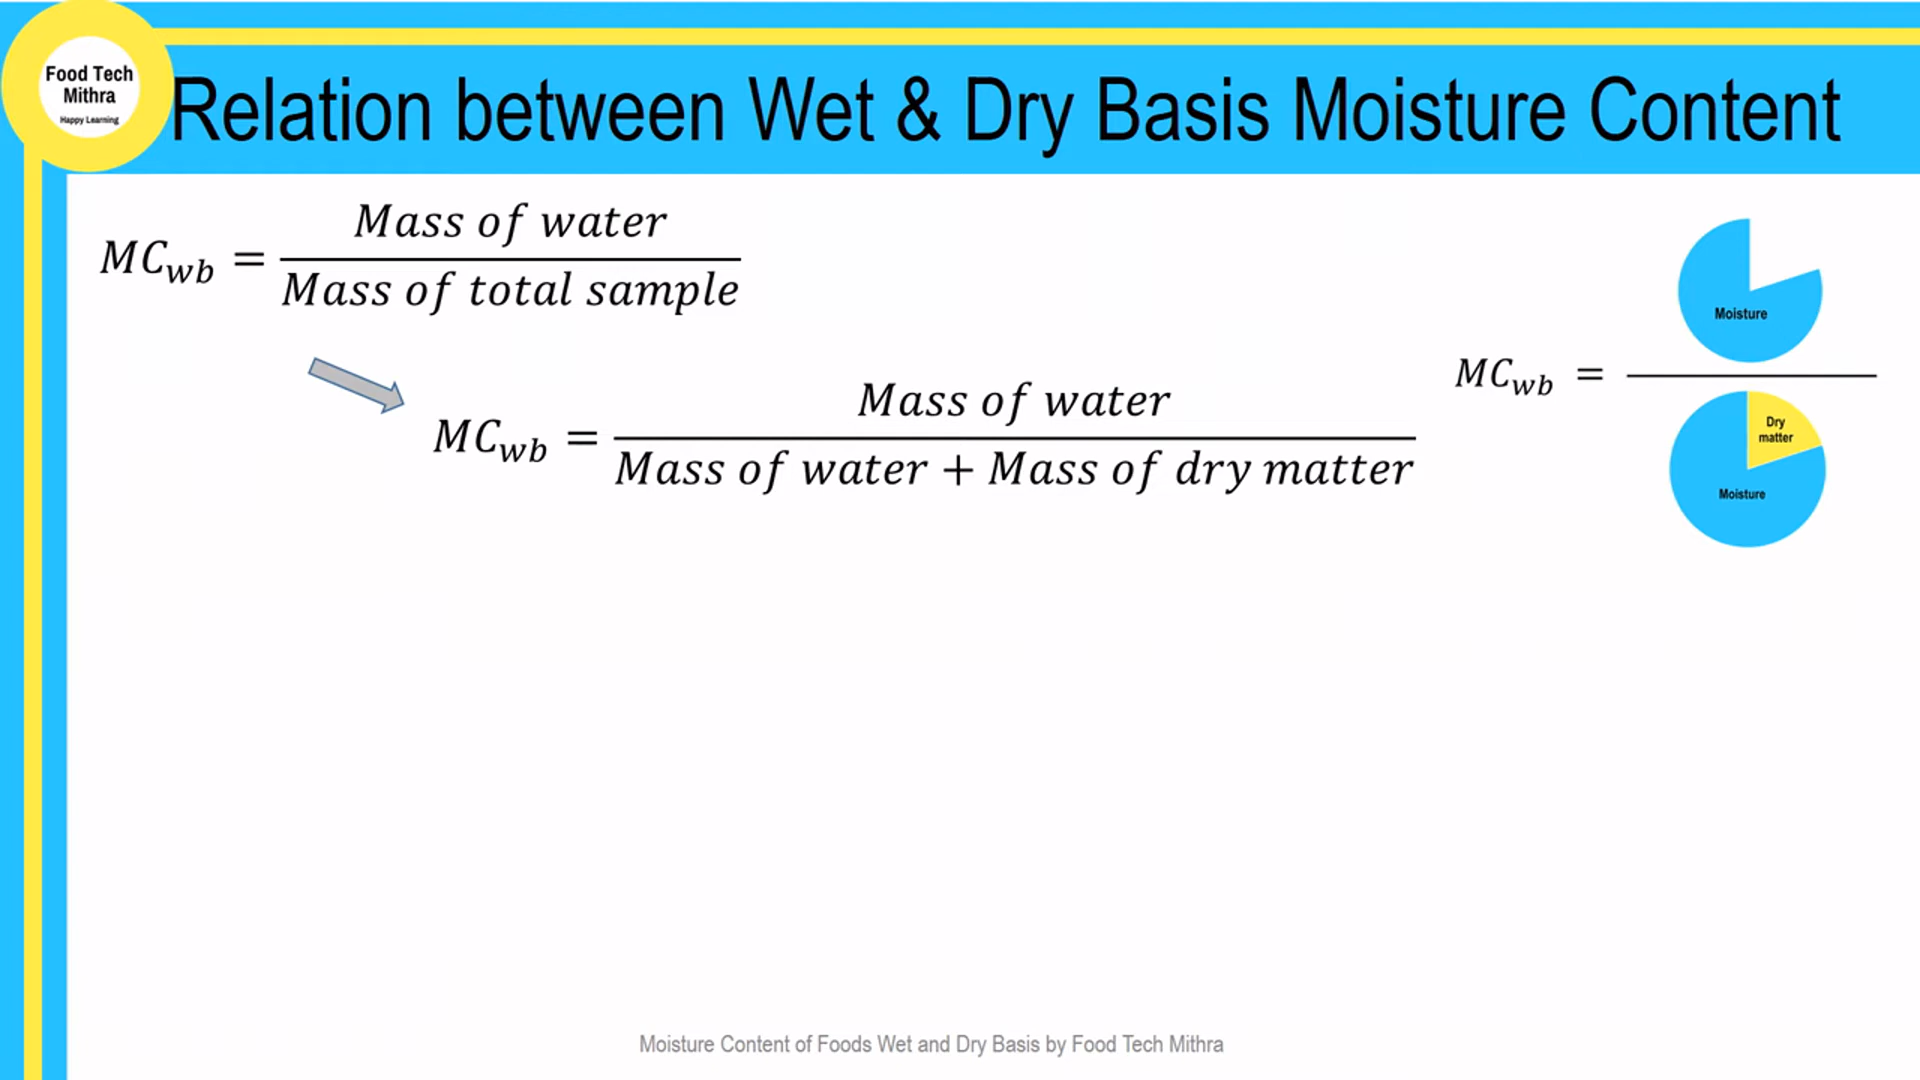 Food Tech
Mithra
Happy Learning
Relation between Wet & Dry Basis Moisture Content
MC_wb = Mass of water / Mass of total sample
MC_wb = Mass of water / Mass of water + Mass of dry matter
MC_wb =
Moisture
Dry
matter
Moisture
Moisture Content of Foods Wet and Dry Basis by Food Tech Mithra